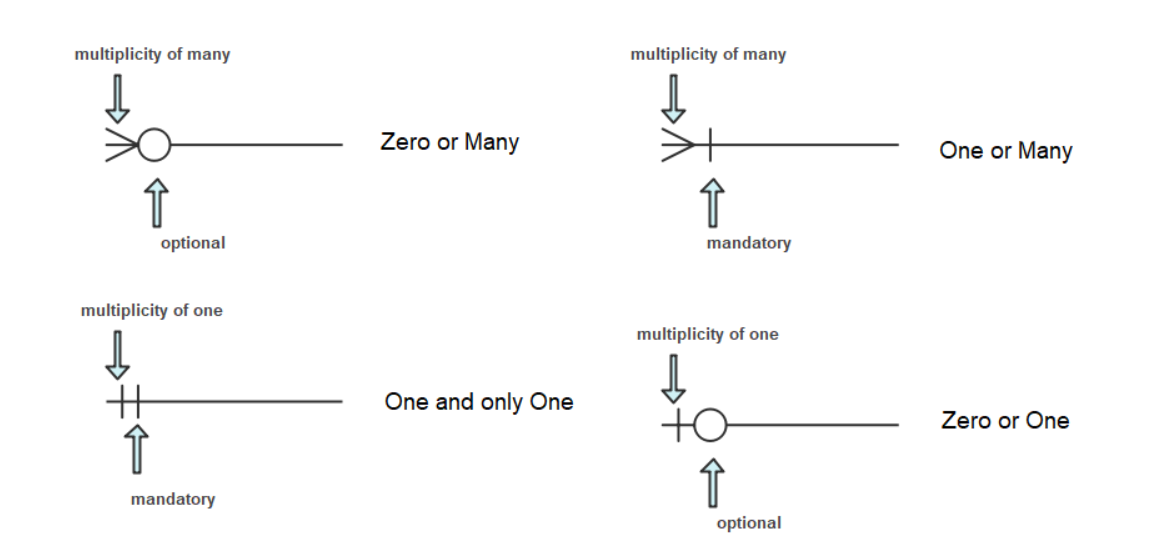 multiplicity of many
Zero or Many
optional
multiplicity of many
One or Many
mandatory
multiplicity of one
One and only One
mandatory
multiplicity of one
Zero or One
optional